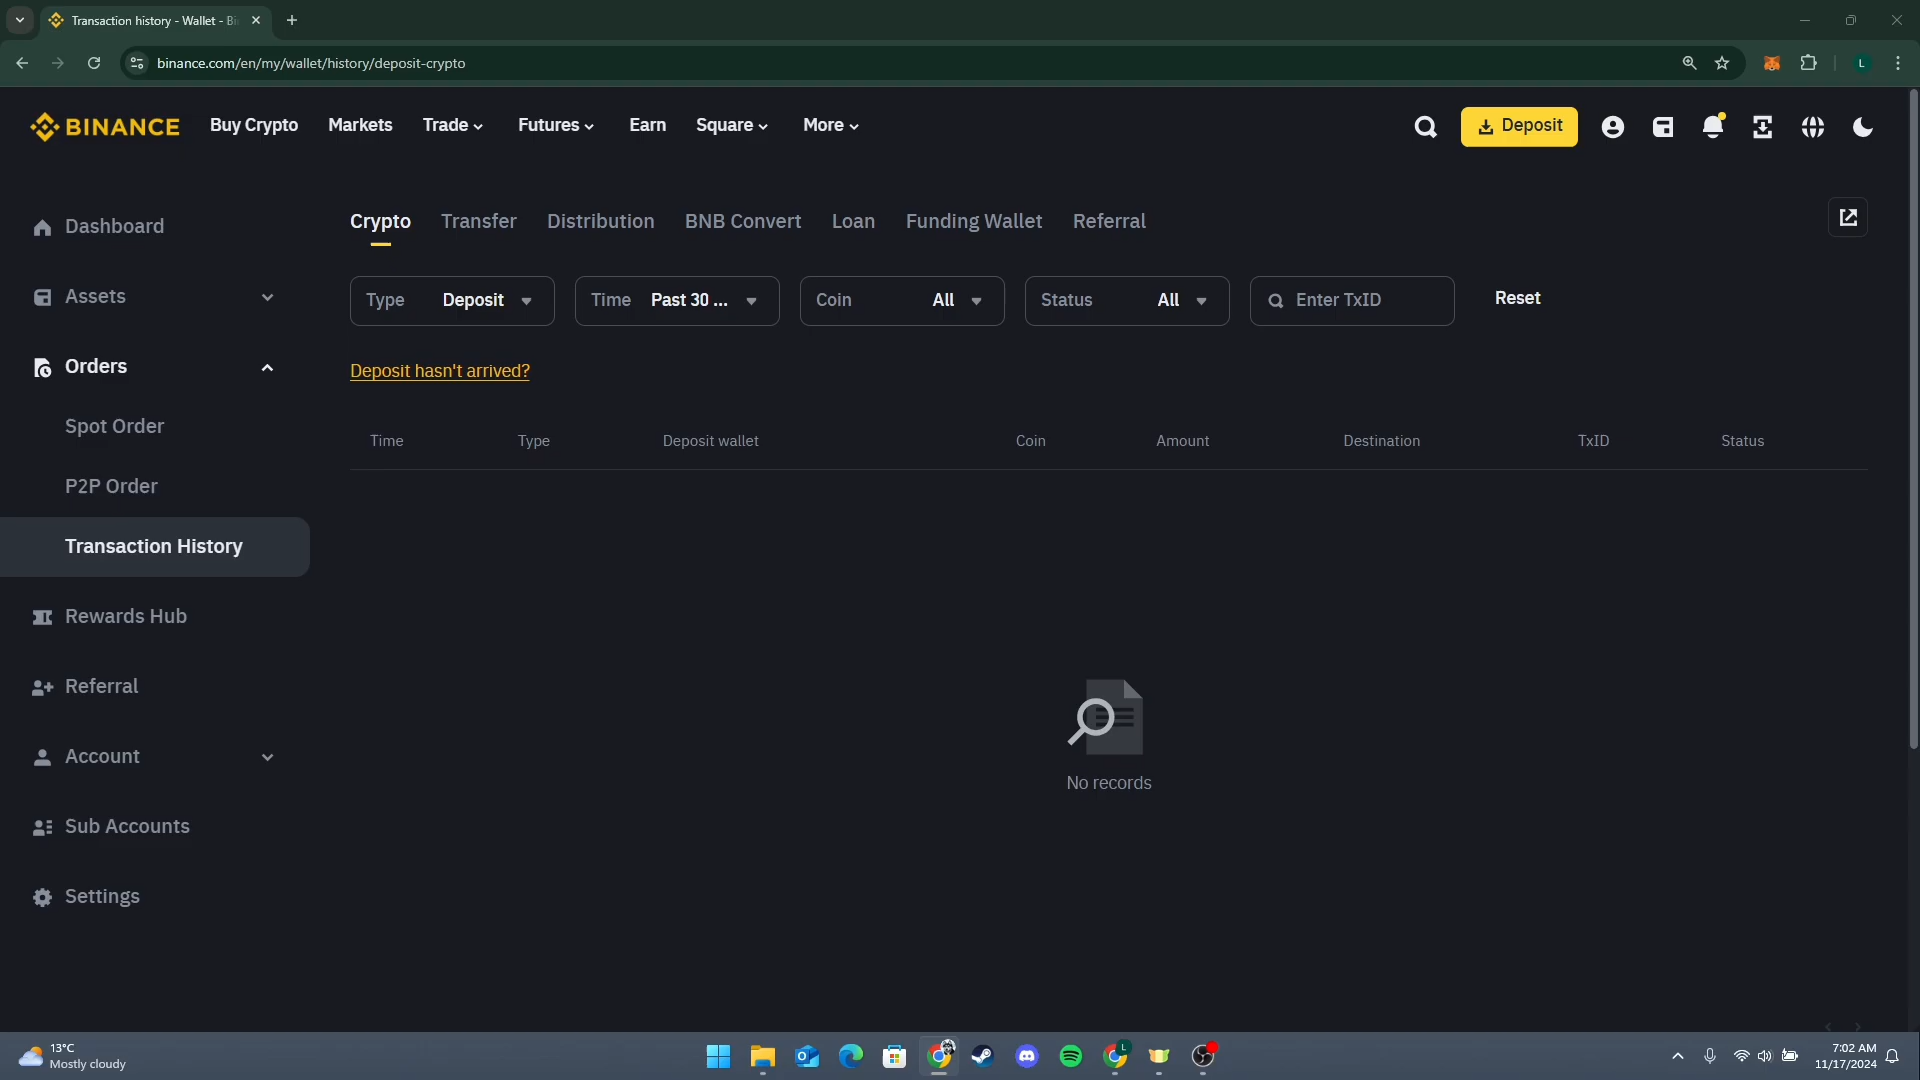 Transaction history - Wallet - Bi
binance.com/en/my/wallet/history/deposit-crypto
L
BINANCE Buy Crypto Markets Trade Futures Earn Square More Deposit
Dashboard
Assets
Orders
Spot Order
P2P Order
Transaction History
Rewards Hub
Referral
Account
Sub Accounts
Settings
Crypto Transfer Distribution BNB Convert Loan Funding Wallet Referral
Type Deposit Time Past 30 ... Coin All Status All Enter TxID Reset
Deposit hasn't arrived?
Time Type Deposit wallet Coin Amount Destination TxID Status
No records
13°C
Mostly cloudy
L
7:02 AM
11/17/2024